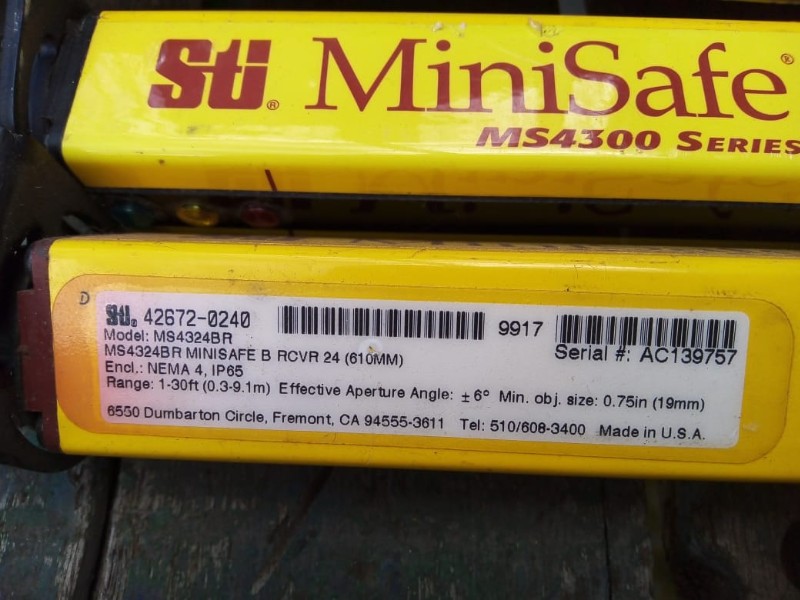 Sti® MiniSafe®
MS4300 SERIES
D
Sti® 42672-0240
9917
Model: MS4324BR
Serial #: AC139757
MS4324BR MINISAFE B RCVR 24 (610MM)
Encl.: NEMA 4, IP65
Range: 1-30ft (0.3-9.1m) Effective Aperture Angle: ±6° Min. obj. size: 0.75in (19mm)
6550 Dumbarton Circle, Fremont, CA 94555-3611 Tel: 510/608-3400 Made in U.S.A.